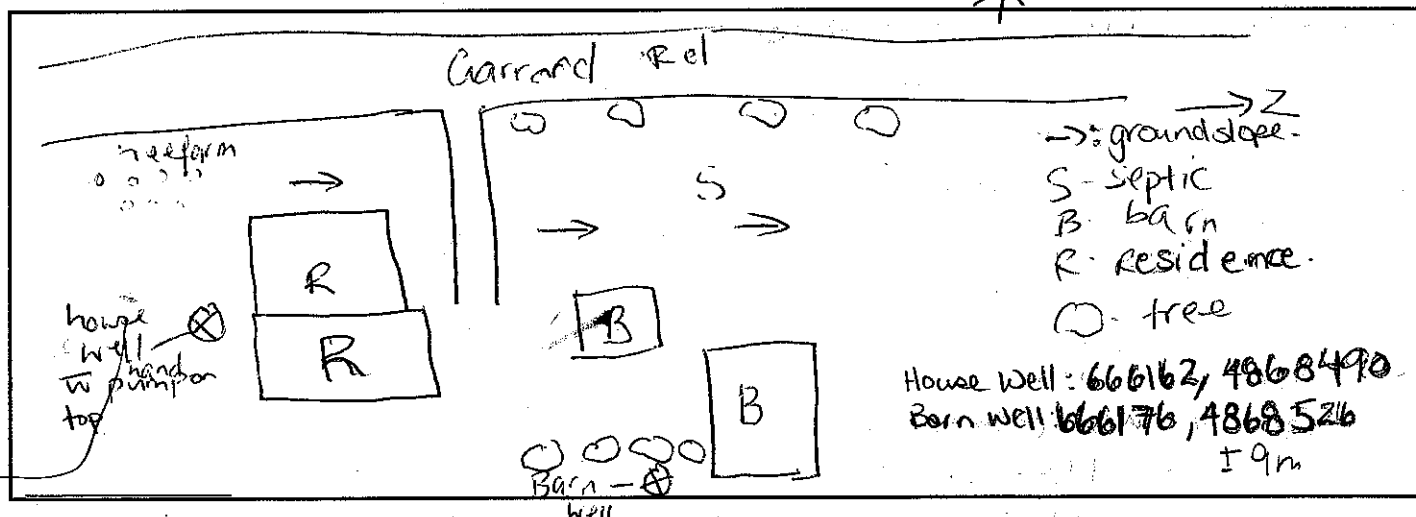 Garrard Rd
→ Z
→: groundslope.
treefarm
S
S - septic
B - barn
R - Residence.
R
tree
house
well
w hand pump on
top
R
B
B
House Well: 666162, 4868490
Barn Well: 666176, 4868526
± 9m
Barn -
well